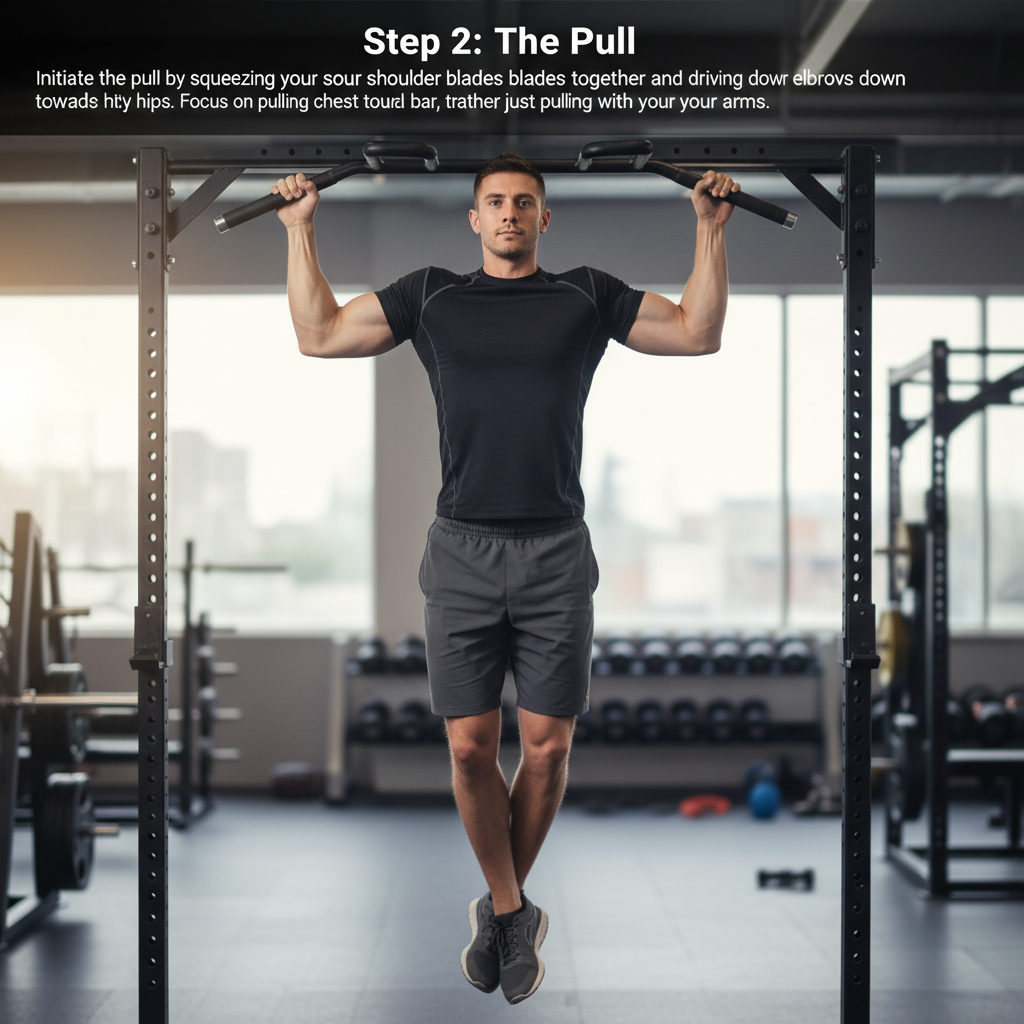 Step 2: The Pull
Initiate the pull by squeezing your sour shoulder blades blades together and driving dowr elbrovs down
towads hty hips. Focus on pulling chest tourd bar, trather just pulling with your your arms.